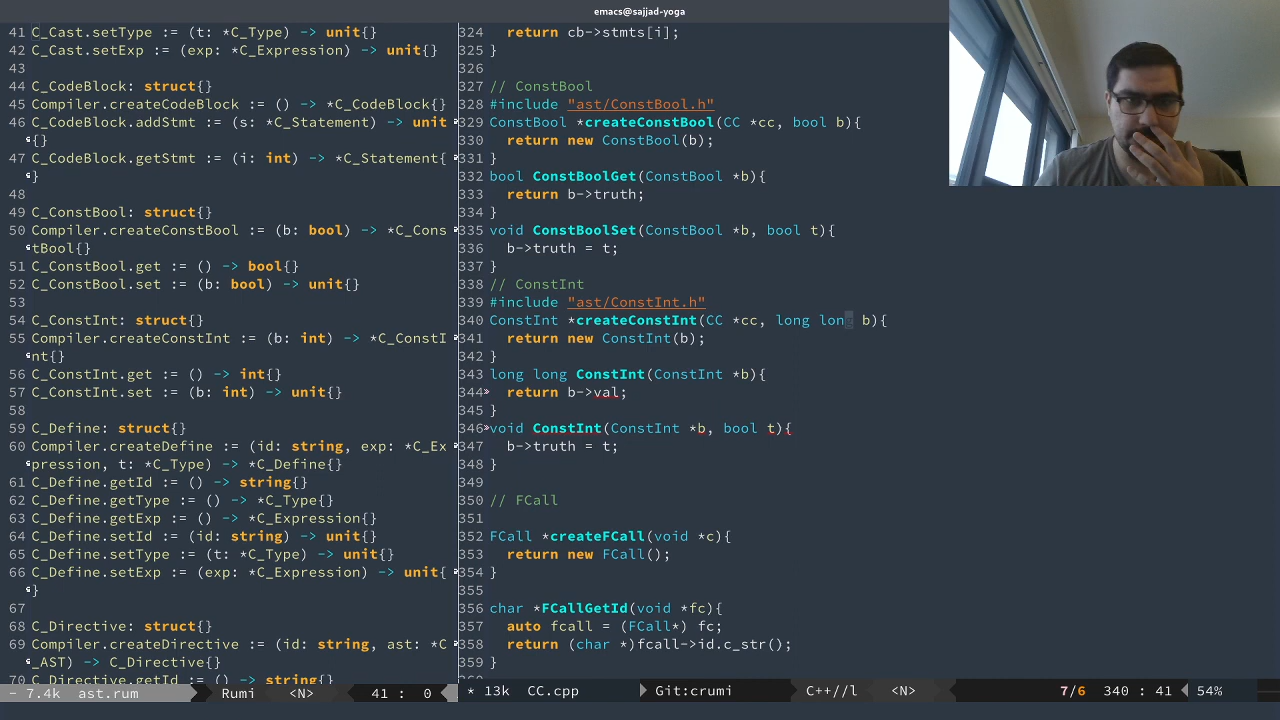 emacs@sajjad-yoga
41 C_Cast.setType := (t: *C_Type) -> unit{}
42 C_Cast.setExp := (exp: *C_Expression) -> unit{}
43
44 C_CodeBlock: struct{}
45 Compiler.createCodeBlock := () -> *C_CodeBlock{}
46 C_CodeBlock.addStmt := (s: *C_Statement) -> unit
{}
47 C_CodeBlock.getStmt := (i: int) -> *C_Statement{
}
48
49 C_ConstBool: struct{}
50 Compiler.createConstBool := (b: bool) -> *C_Cons
tBool{}
51 C_ConstBool.get := () -> bool{}
52 C_ConstBool.set := (b: bool) -> unit{}
53
54 C_ConstInt: struct{}
55 Compiler.createConstInt := (b: int) -> *C_ConstI
nt{}
56 C_ConstInt.get := () -> int{}
57 C_ConstInt.set := (b: int) -> unit{}
58
59 C_Define: struct{}
60 Compiler.createDefine := (id: string, exp: *C_Ex
pression, t: *C_Type) -> *C_Define{}
61 C_Define.getId := () -> string{}
62 C_Define.getType := () -> *C_Type{}
63 C_Define.getExp := () -> *C_Expression{}
64 C_Define.setId := (id: string) -> unit{}
65 C_Define.setType := (t: *C_Type) -> unit{}
66 C_Define.setExp := (exp: *C_Expression) -> unit{
}
67
68 C_Directive: struct{}
69 Compiler.createDirective := (id: string, ast: *C
_AST) -> C_Directive{}
70 C_Directive.getId := () -> string{}
- 7.4k ast.rum Rumi <N> 41 : 0
324 return cb->stmts[i];
325 }
326
327 // ConstBool
328 #include "ast/ConstBool.h"
329 ConstBool *createConstBool(CC *cc, bool b){
330 return new ConstBool(b);
331 }
332 bool ConstBoolGet(ConstBool *b){
333 return b->truth;
334 }
335 void ConstBoolSet(ConstBool *b, bool t){
336 b->truth = t;
337 }
338 // ConstInt
339 #include "ast/ConstInt.h"
340 ConstInt *createConstInt(CC *cc, long long b){
341 return new ConstInt(b);
342 }
343 long long ConstInt(ConstInt *b){
344» return b->val;
345 }
346»void ConstInt(ConstInt *b, bool t){
347 b->truth = t;
348 }
349
350 // FCall
351
352 FCall *createFCall(void *c){
353 return new FCall();
354 }
355
356 char *FCallGetId(void *fc){
357 auto fcall = (FCall*) fc;
358 return (char *)fcall->id.c_str();
359 }
* 13k CC.cpp Git:crumi C++//l <N> 7/6 340 : 41 54%